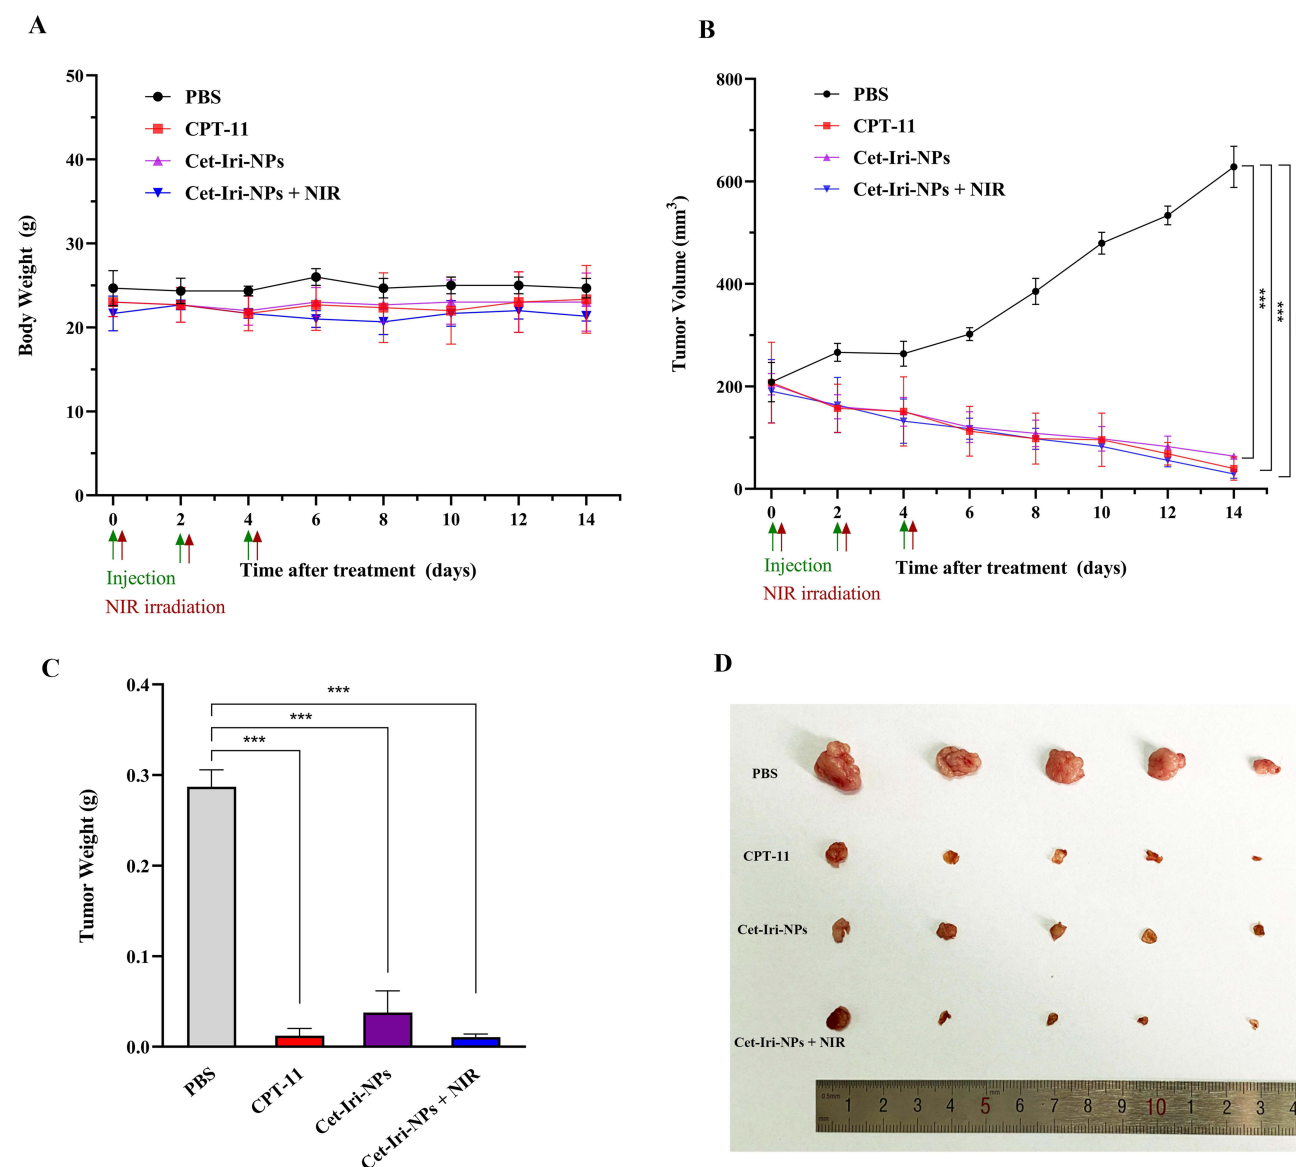 A
50
40
30
20
10
0
Body Weight (g)
PBS
CPT-11
Cet-Iri-NPs
Cet-Iri-NPs + NIR
0 2 4 6 8 10 12 14
Time after treatment (days)
Injection
NIR irradiation
B
800
600
400
200
0
Tumor Volume (mm³)
PBS
CPT-11
Cet-Iri-NPs
Cet-Iri-NPs + NIR
***
***
0 2 4 6 8 10 12 14
Time after treatment (days)
Injection
NIR irradiation
C
0.4
0.3
0.2
0.1
0.0
Tumor Weight (g)
***
***
***
PBS
CPT-11
Cet-Iri-NPs
Cet-Iri-NPs + NIR
D
PBS
CPT-11
Cet-Iri-NPs
Cet-Iri-NPs + NIR
0.5mm mm
1 2 3 4 5 6 7 8 9 10 1 2 3 4
mm